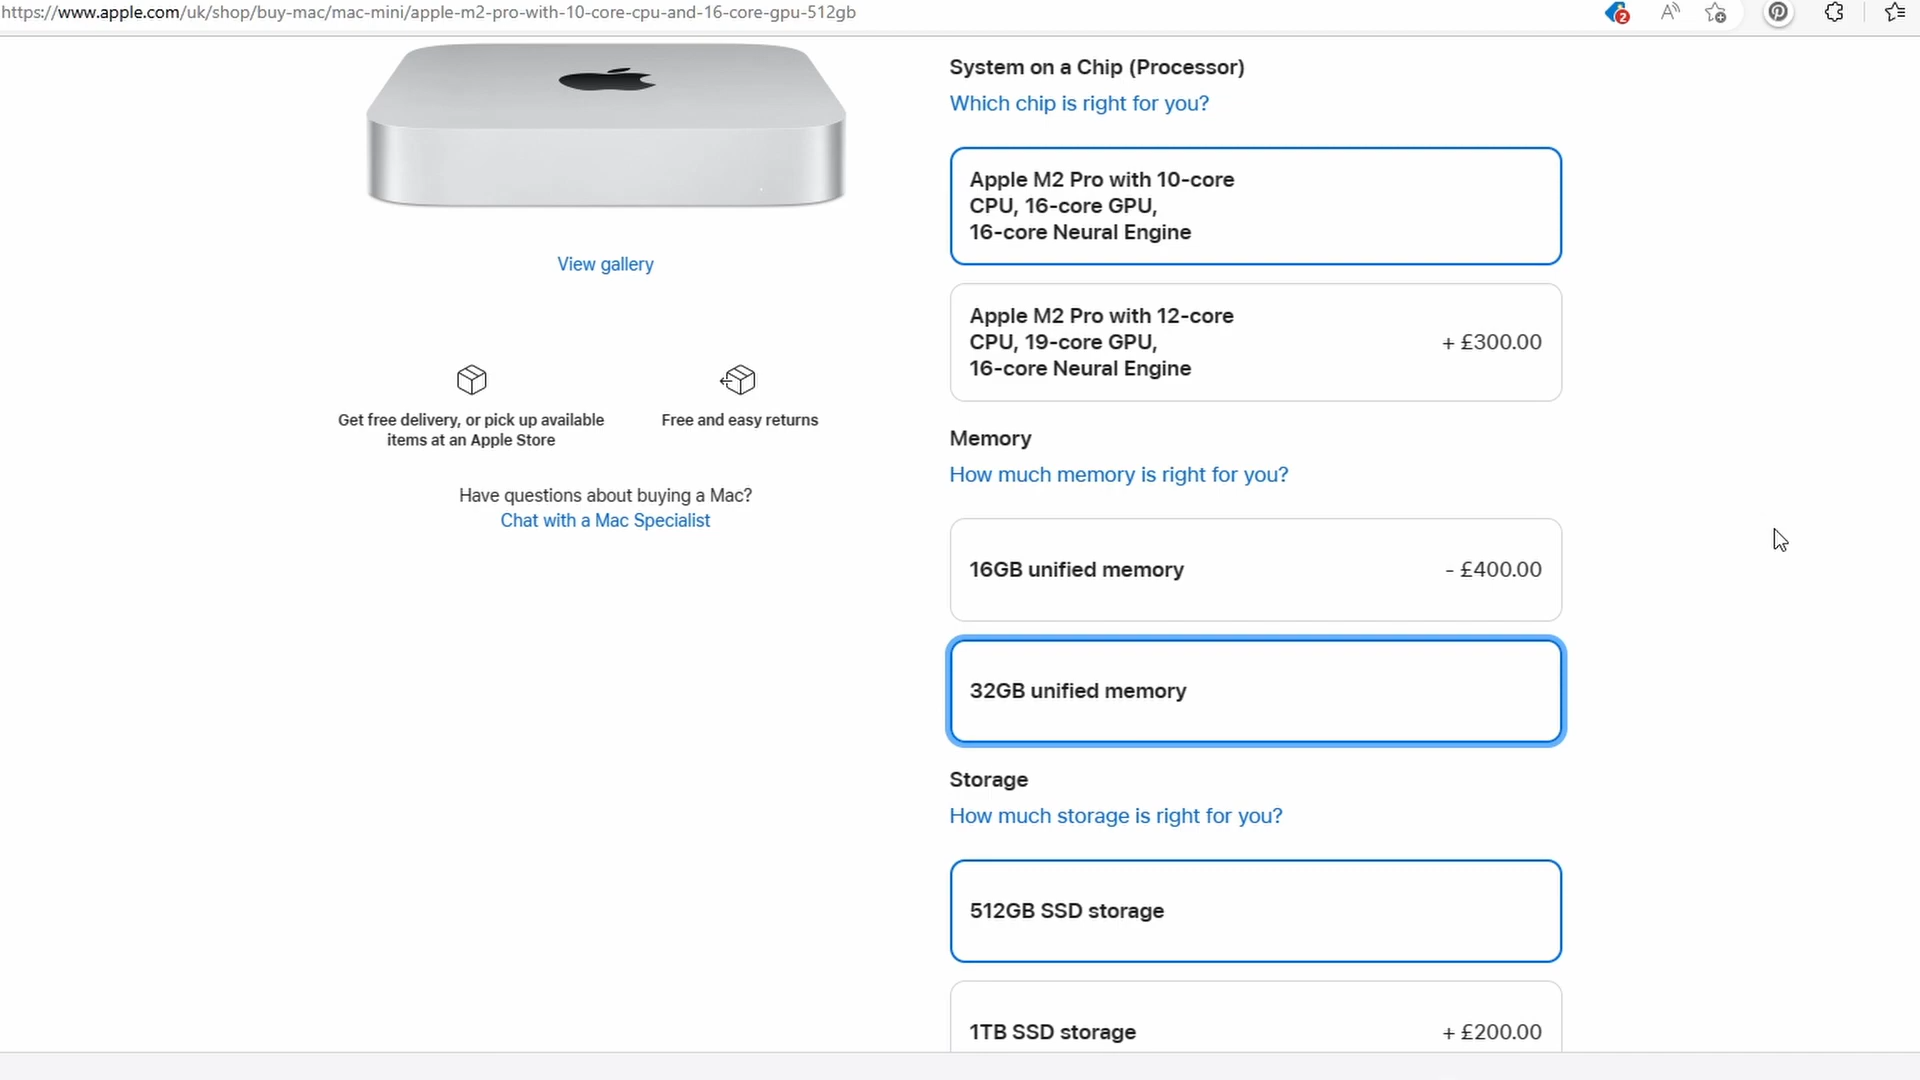 https://www.apple.com/uk/shop/buy-mac/mac-mini/apple-m2-pro-with-10-core-cpu-and-16-core-gpu-512gb
2
View gallery
Get free delivery, or pick up available
items at an Apple Store
Free and easy returns
Have questions about buying a Mac?
Chat with a Mac Specialist
System on a Chip (Processor)
Which chip is right for you?
Apple M2 Pro with 10-core
CPU, 16-core GPU,
16-core Neural Engine
Apple M2 Pro with 12-core
CPU, 19-core GPU,
16-core Neural Engine
+ £300.00
Memory
How much memory is right for you?
16GB unified memory
- £400.00
32GB unified memory
Storage
How much storage is right for you?
512GB SSD storage
1TB SSD storage
+ £200.00